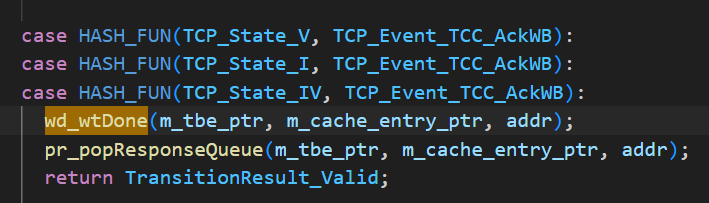 case HASH_FUN(TCP_State_V, TCP_Event_TCC_AckWB):
case HASH_FUN(TCP_State_I, TCP_Event_TCC_AckWB):
case HASH_FUN(TCP_State_IV, TCP_Event_TCC_AckWB):
wd_wtDone(m_tbe_ptr, m_cache_entry_ptr, addr);
pr_popResponseQueue(m_tbe_ptr, m_cache_entry_ptr, addr);
return TransitionResult_Valid;